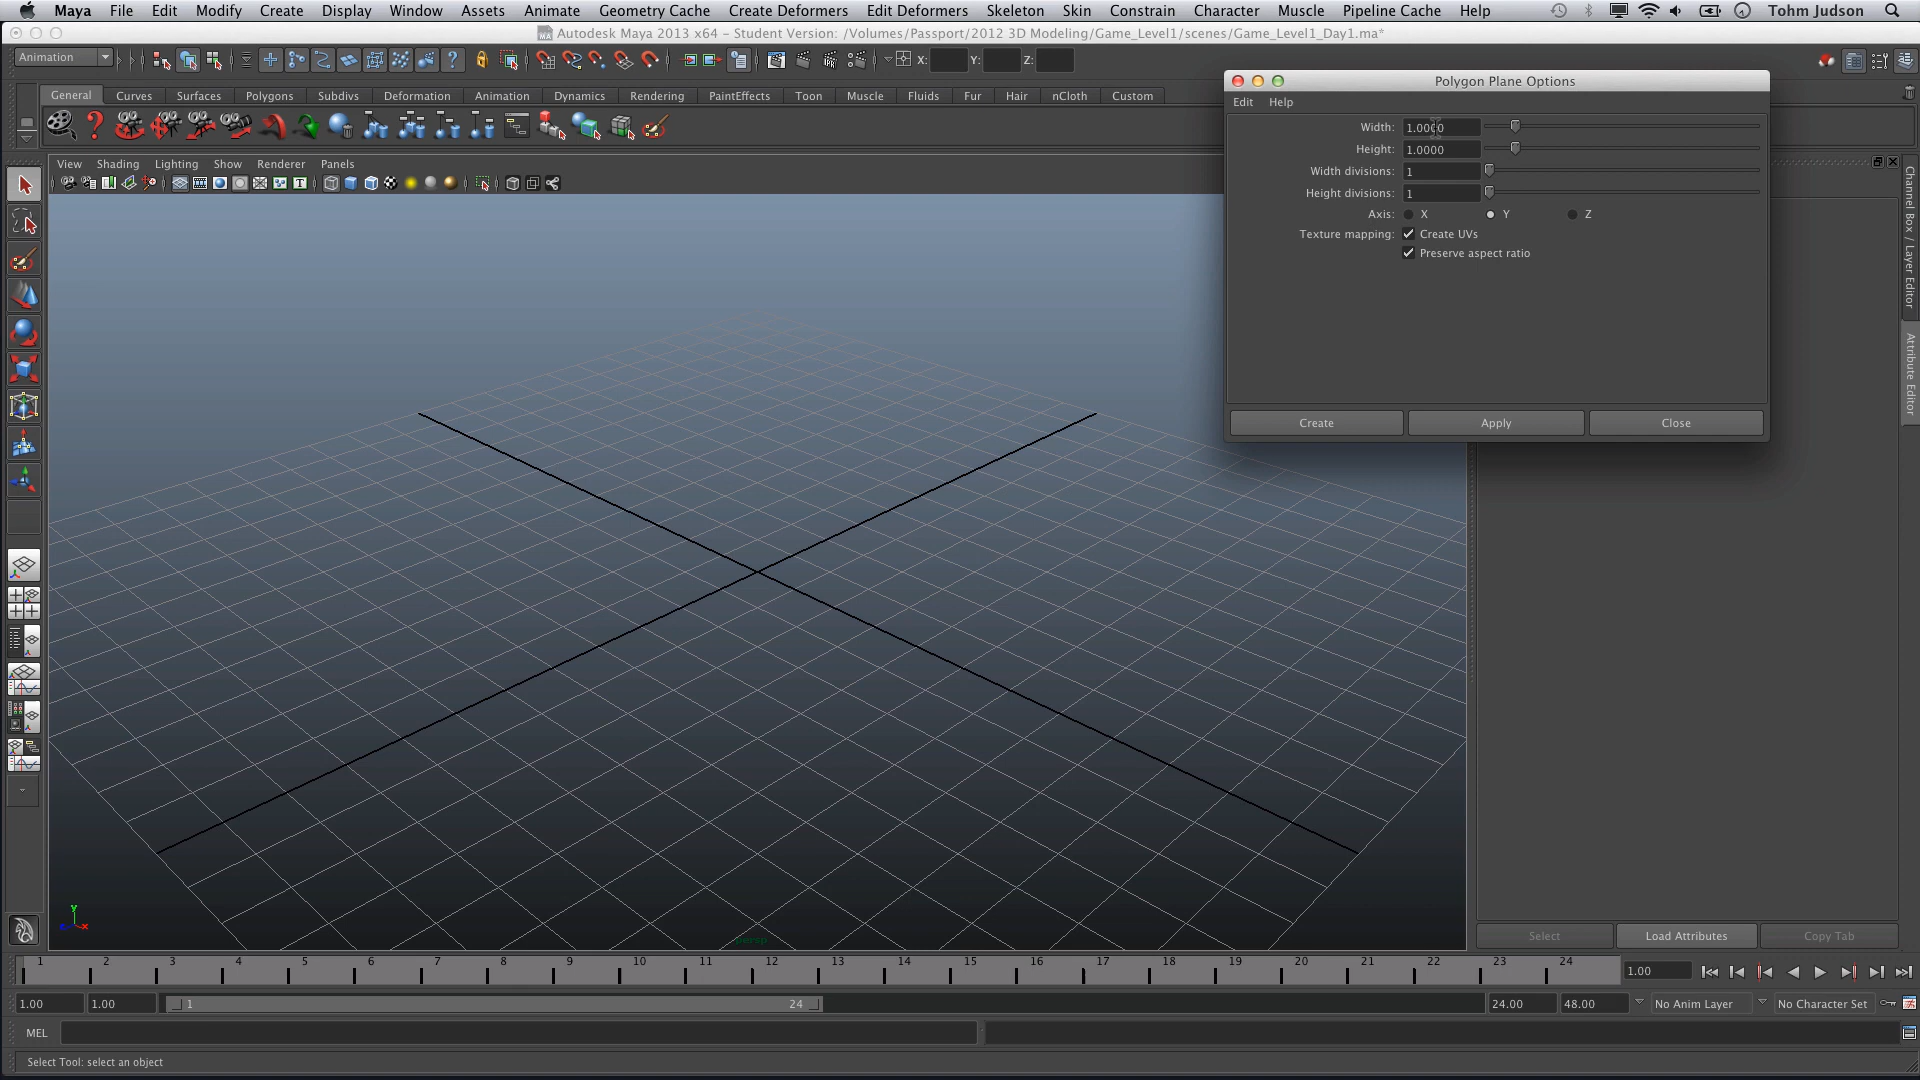 Maya File Edit Modify Create Display Window Assets Animate Geometry Cache Create Deformers Edit Deformers Skeleton Skin Constrain Character Muscle Pipeline Cache Help Tohm Judson
Autodesk Maya 2013 x64 – Student Version: /Volumes/Passport/2012 3D Modeling/Game_Level1/scenes/Game_Level1_Day1.ma*
Animation X: Y: Z:
General Curves Surfaces Polygons Subdivs Deformation Animation Dynamics Rendering PaintEffects Toon Muscle Fluids Fur Hair nCloth Custom
View Shading Lighting Show Renderer Panels
Polygon Plane Options
Edit Help
Width: 1.0000
Height: 1.0000
Width divisions: 1
Height divisions: 1
Axis: X Y Z
Texture mapping: Create UVs
Preserve aspect ratio
Create Apply Close
Channel Box / Layer Editor
Attribute Editor
y
x
persp
Select Load Attributes Copy Tab
1 2 3 4 5 6 7 8 9 10 11 12 13 14 15 16 17 18 19 20 21 22 23 24 1.00
1.00 1.00 1 24 24.00 48.00 No Anim Layer No Character Set
MEL
Select Tool: select an object